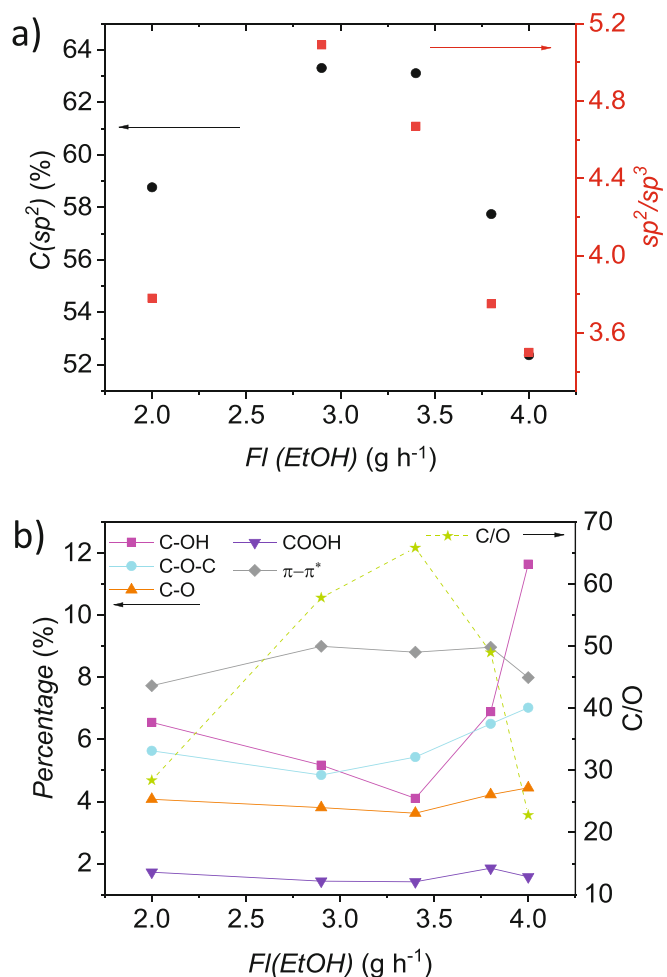 a)
64
62
60
58
56
54
52
C(sp²) (%)
5.2
4.8
4.4
4.0
3.6
sp²/sp³
2.0 2.5 3.0 3.5 4.0
Fl (EtOH) (g h⁻¹)
b)
C-OH COOH C/O
C-O-C π–π*
C-O
12
10
8
6
4
2
Percentage (%)
70
60
50
40
30
20
10
C/O
2.0 2.5 3.0 3.5 4.0
Fl(EtOH) (g h⁻¹)